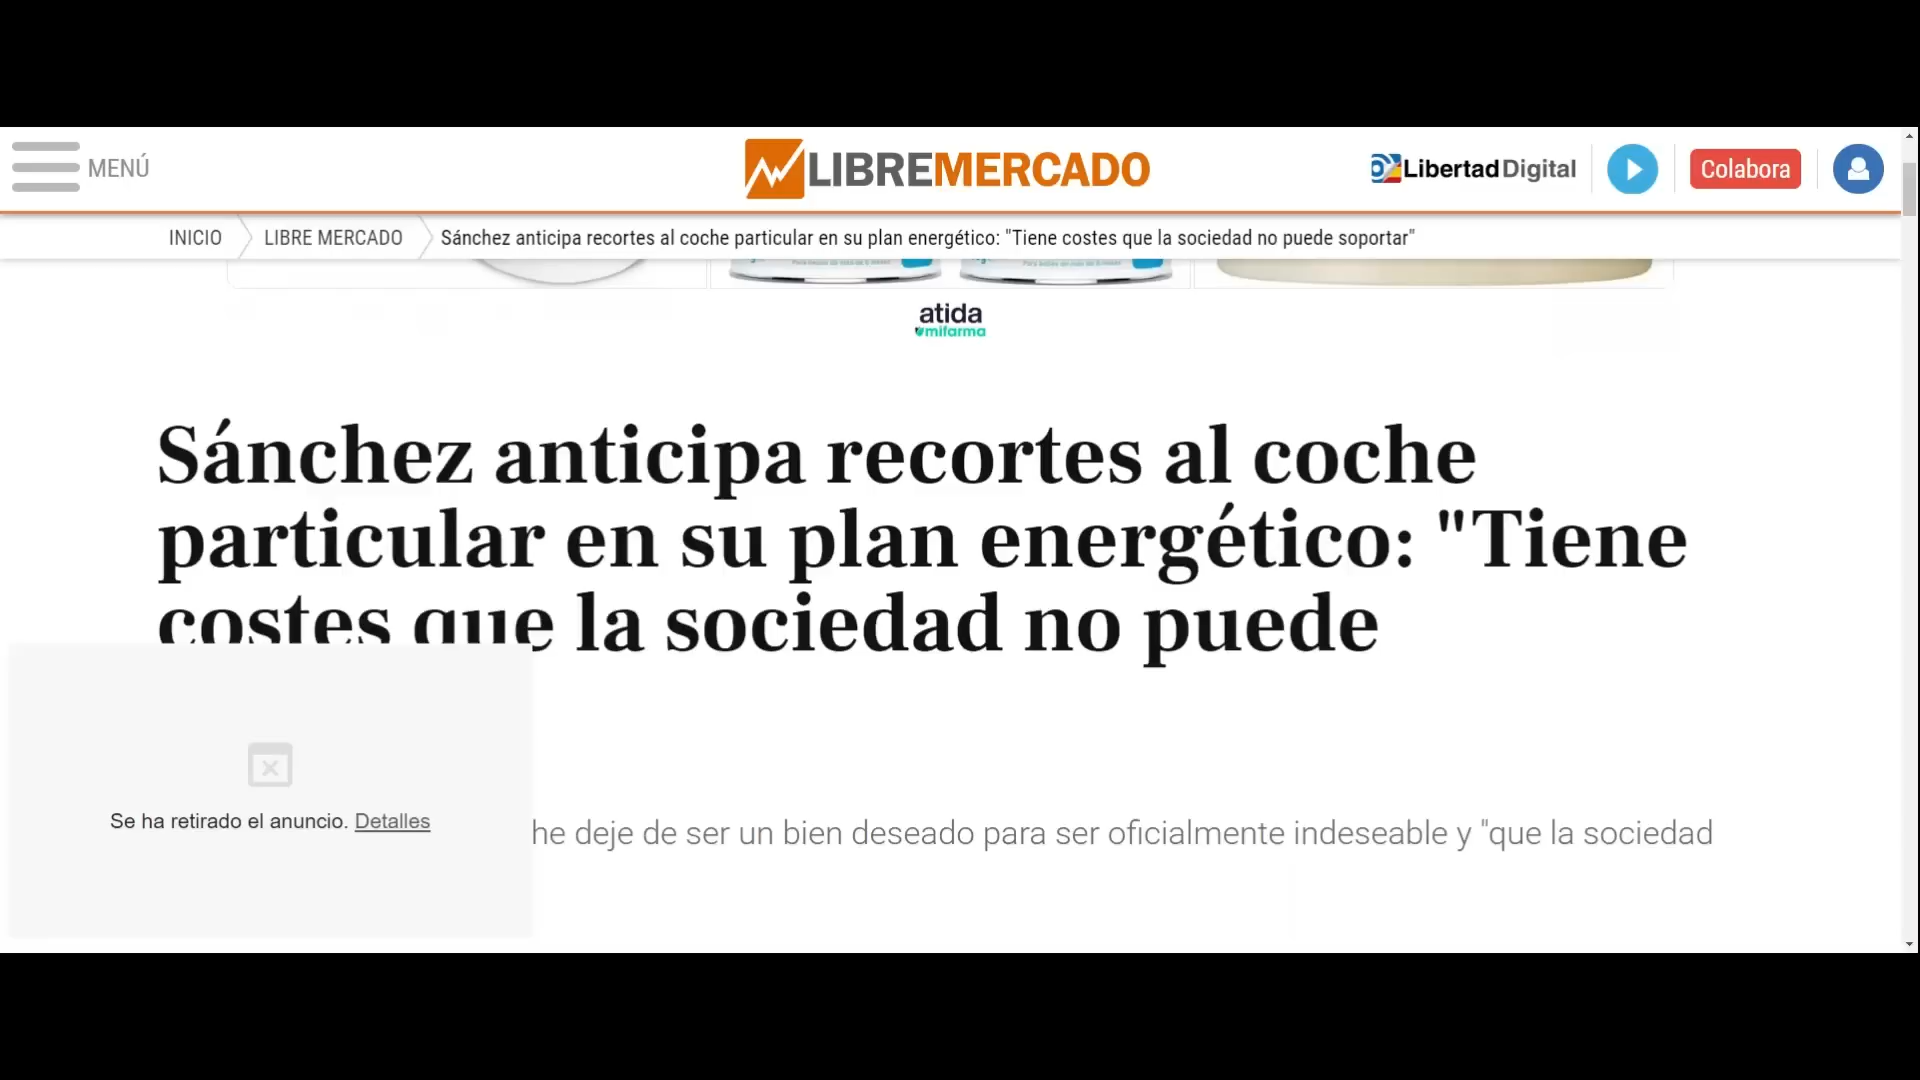 MENÚ
LIBREMERCADO
LibertadDigital
Colabora
INICIO
LIBRE MERCADO
Sánchez anticipa recortes al coche particular en su plan energético: "Tiene costes que la sociedad no puede soportar"
atida
mifarma
Sánchez anticipa recortes al coche
particular en su plan energético: "Tiene
costes que la sociedad no puede
he deje de ser un bien deseado para ser oficialmente indeseable y "que la sociedad
Se ha retirado el anuncio. Detalles